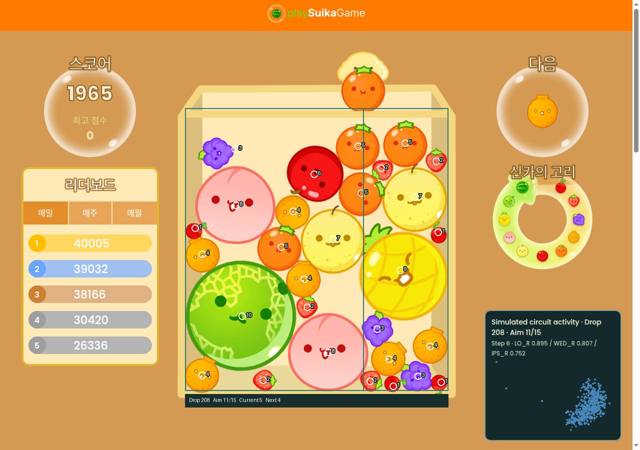 playSuikaGame
스코어
1965
최고 점수
0
다음
신카의 고리
리더보드
매일
매주
매월
1 40005
2 39032
3 38166
4 30420
5 26336
Simulated circuit activity · Drop
208 · Aim 11/15
Step 6 · LO_R 0.895 / WED_R 0.807 /
IPS_R 0.752
Drop 208 Aim 11/15 Current 5 Next 4